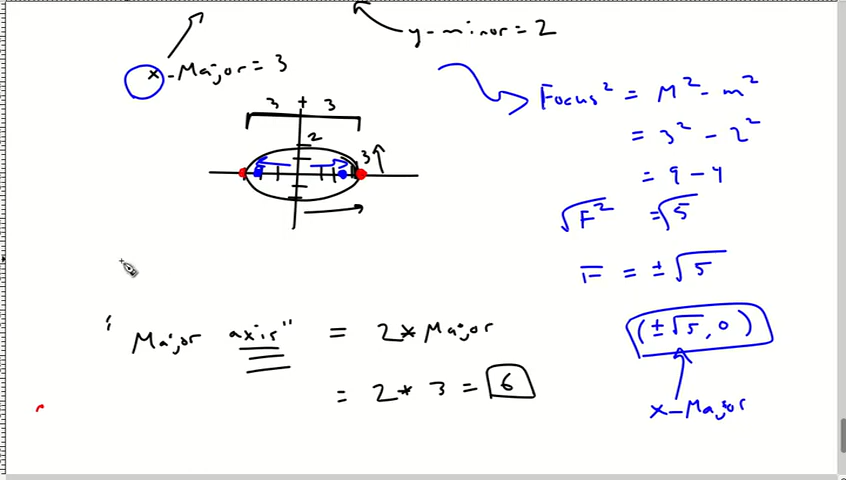 y-minor = 2
x-Major = 3
3 + 3
2
3
Focus² = M² - m²
= 3² - 2²
= 9 - 4
√F² = √5
F = ± √5
(±√5, 0)
x-Major
"Major axis" = 2*Major
= 2 * 3 = 6